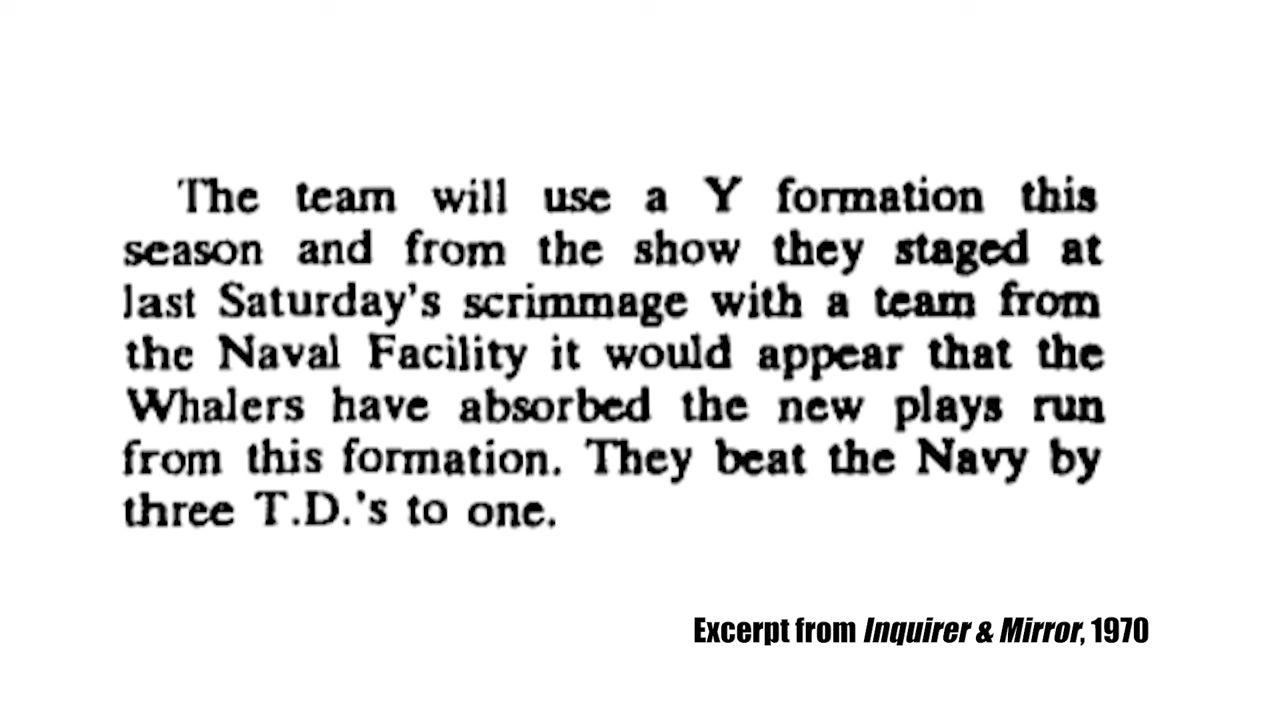 The team will use a Y formation this
season and from the show they staged at
last Saturday's scrimmage with a team from
the Naval Facility it would appear that the
Whalers have absorbed the new plays run
from this formation. They beat the Navy by
three T.D.'s to one.
Excerpt from Inquirer & Mirror, 1970